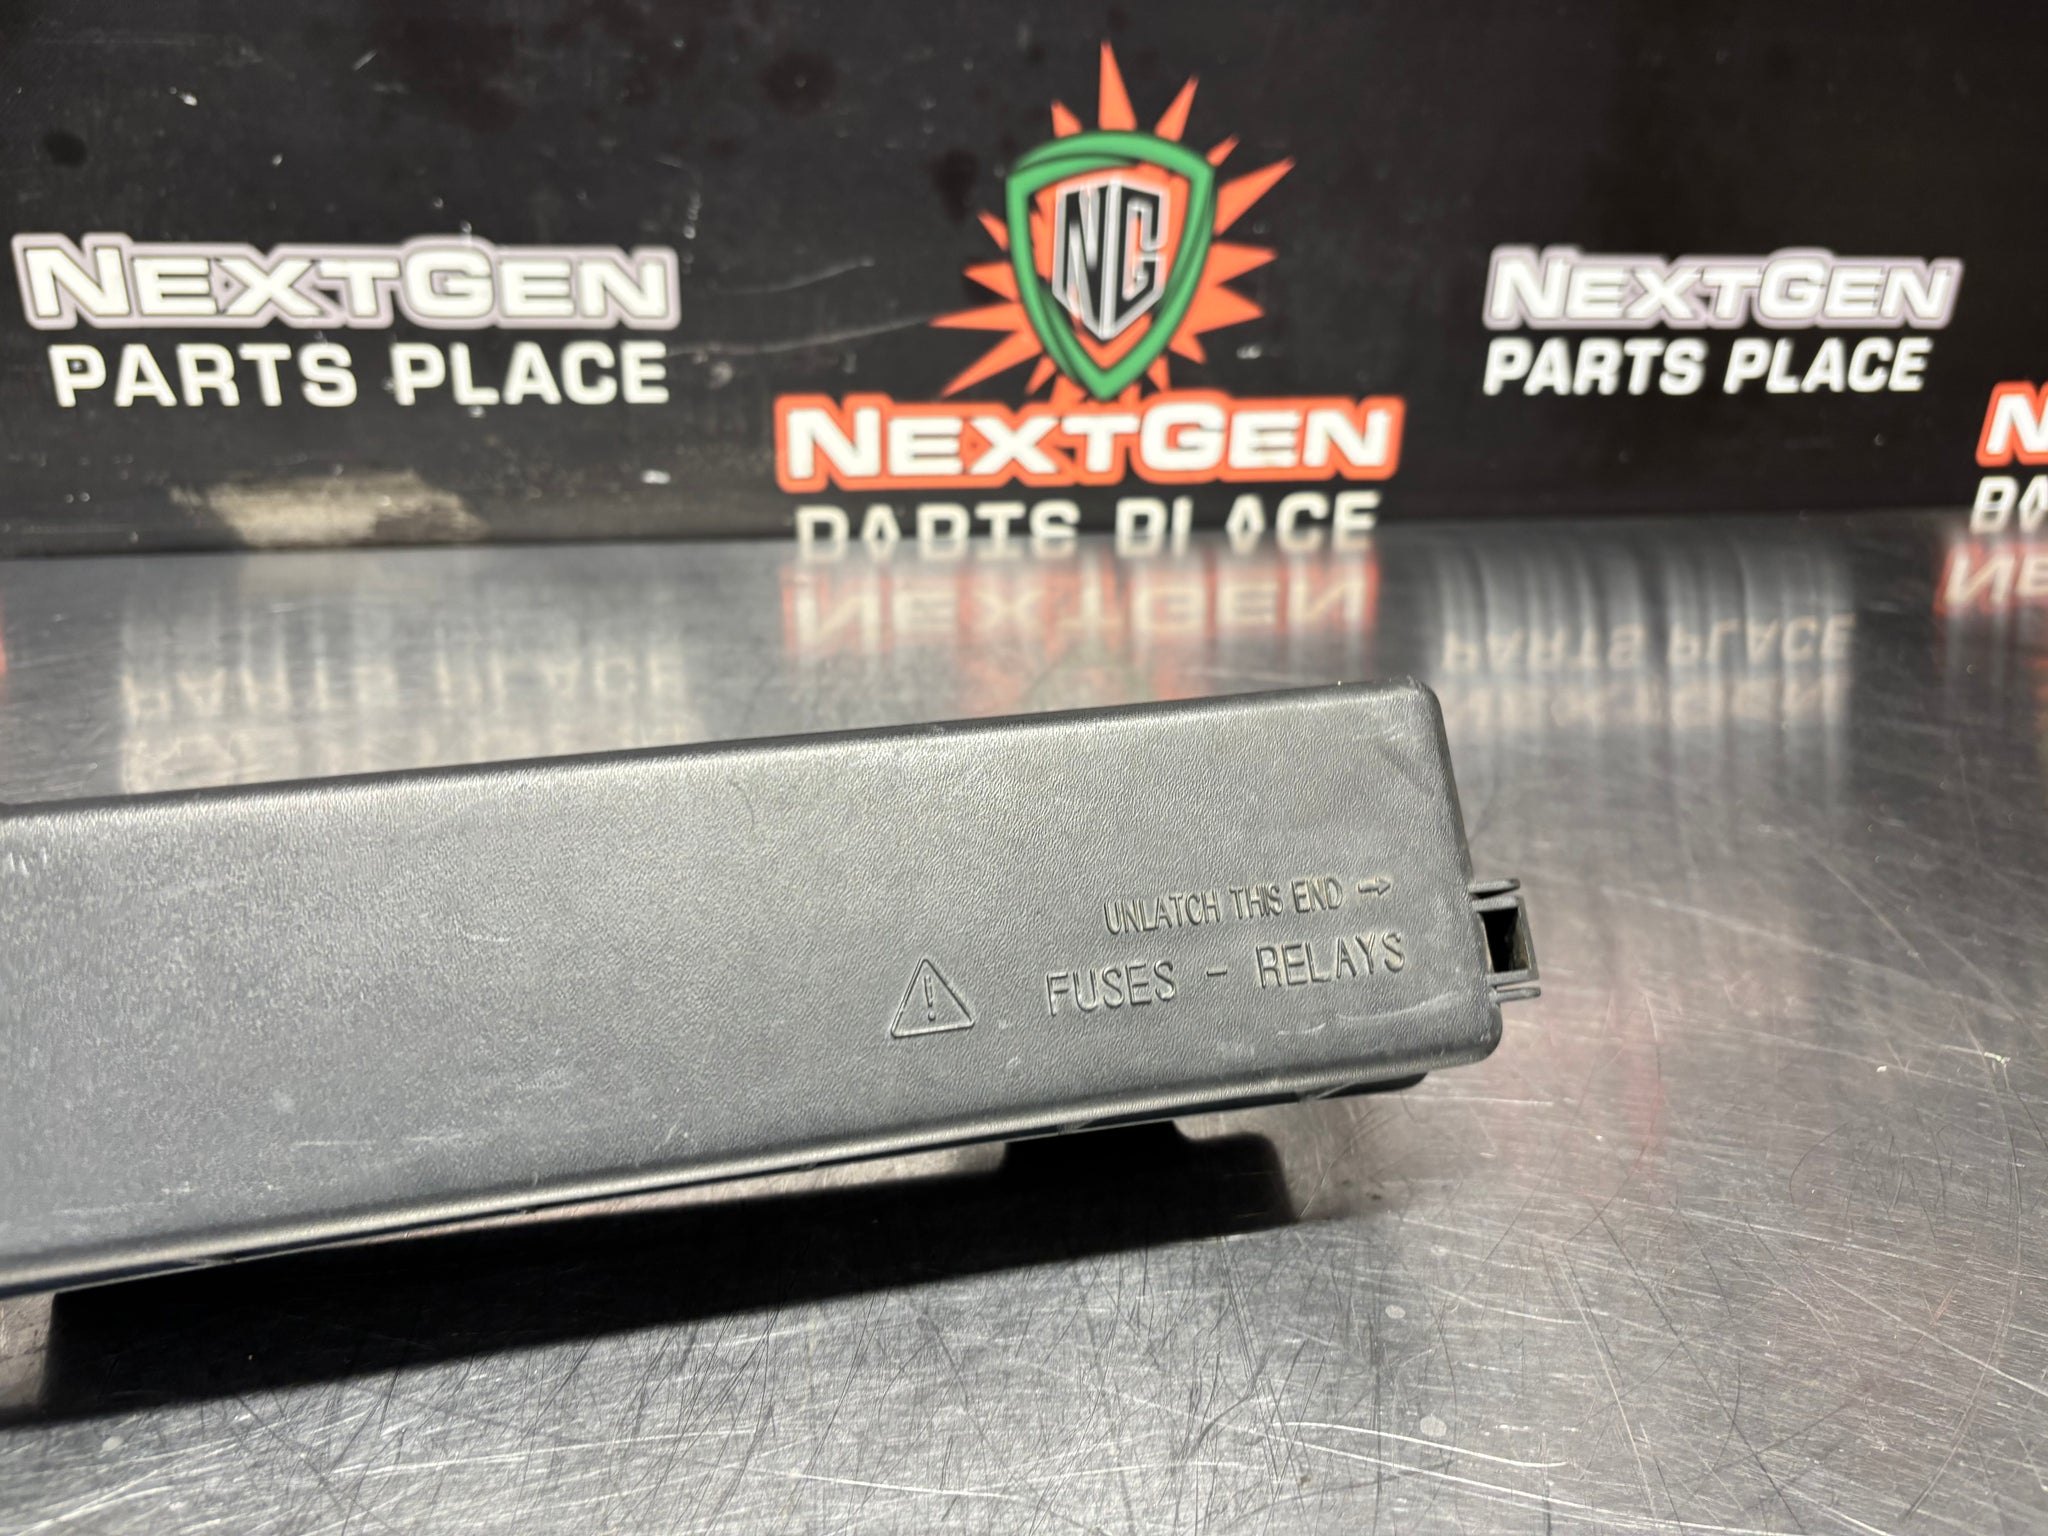 NEXTGEN
PARTS PLACE
NG
NEXTGEN
PARTS PLACE
NEXTGEN
PARTS PLACE
UNLATCH THIS END →
FUSES - RELAYS